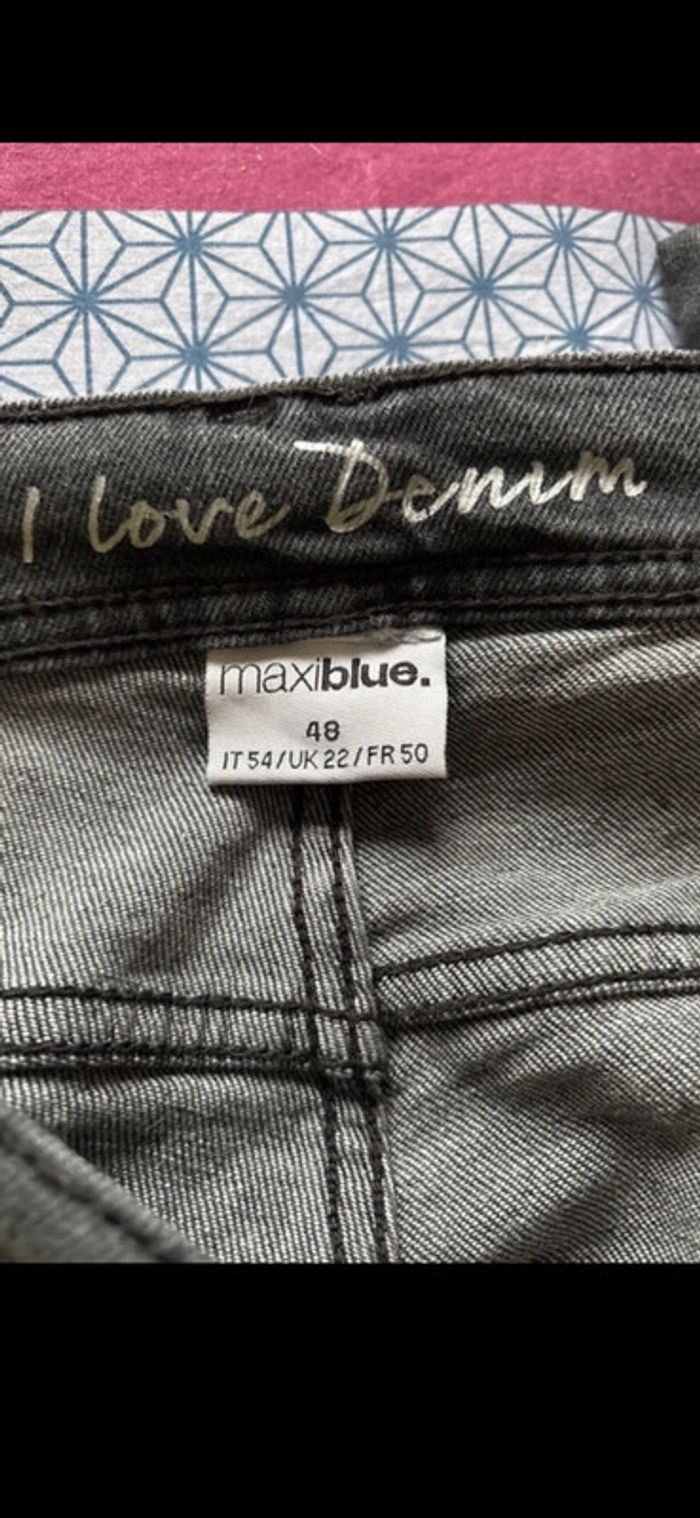 I love Denim
maxiblue.
48
IT 54/UK 22/FR 50